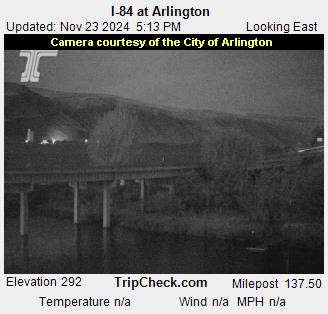 I-84 at Arlington
Updated: Nov 23 2024 5:13 PM Looking East
Camera courtesy of the City of Arlington
Elevation 292 TripCheck.com Milepost 137.50
Temperature n/a Wind n/a MPH n/a